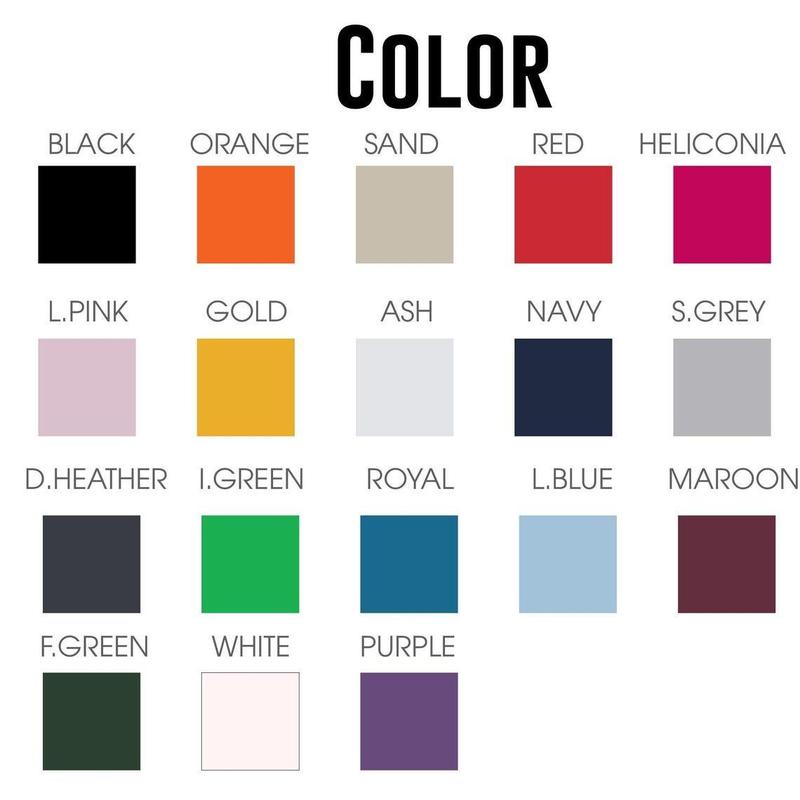 COLOR
BLACK ORANGE SAND RED HELICONIA
L.PINK GOLD ASH NAVY S.GREY
D.HEATHER I.GREEN ROYAL L.BLUE MAROON
F.GREEN WHITE PURPLE